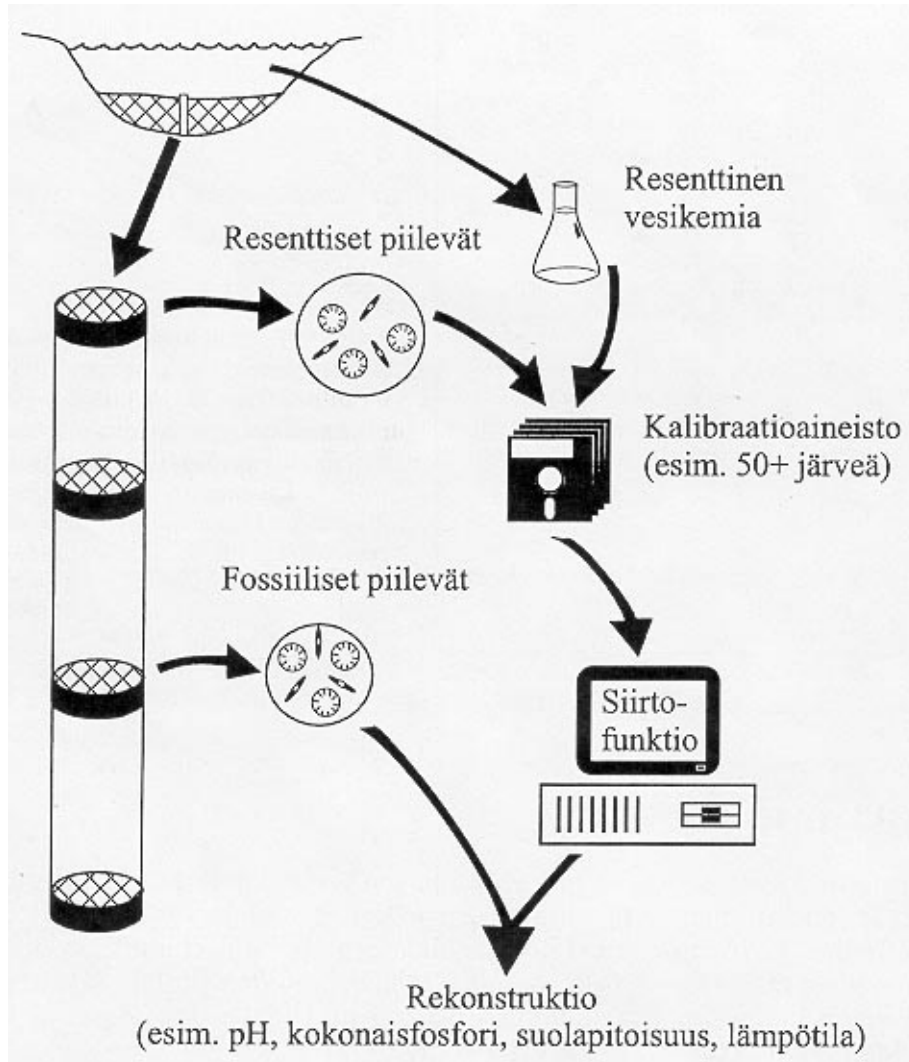 Resenttinen
vesikemia
Resenttiset piilevät
Kalibraatioaineisto
(esim. 50+ järveä)
Fossiiliset piilevät
Siirto-
funktio
Rekonstruktio
(esim. pH, kokonaisfosfori, suolapitoisuus, lämpötila)